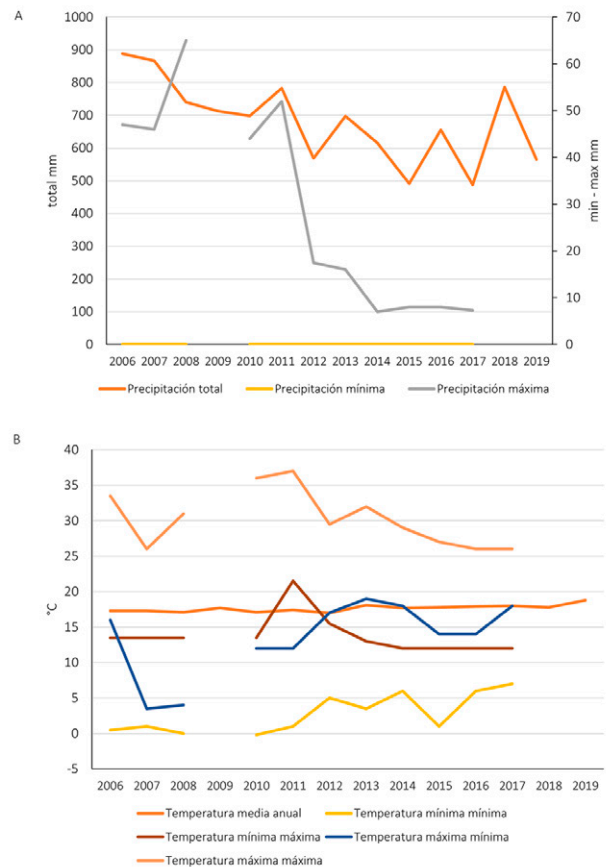 A
1000
900
800
700
600
500
400
300
200
100
0
total mm
70
60
50
40
30
20
10
0
min - max mm
2006 2007 2008 2009 2010 2011 2012 2013 2014 2015 2016 2017 2018 2019
Precipitación total Precipitación mínima Precipitación máxima
B
40
35
30
25
20
15
10
5
0
-5
°C
2006 2007 2008 2009 2010 2011 2012 2013 2014 2015 2016 2017 2018 2019
Temperatura media anual Temperatura mínima mínima
Temperatura mínima máxima Temperatura máxima mínima
Temperatura máxima máxima